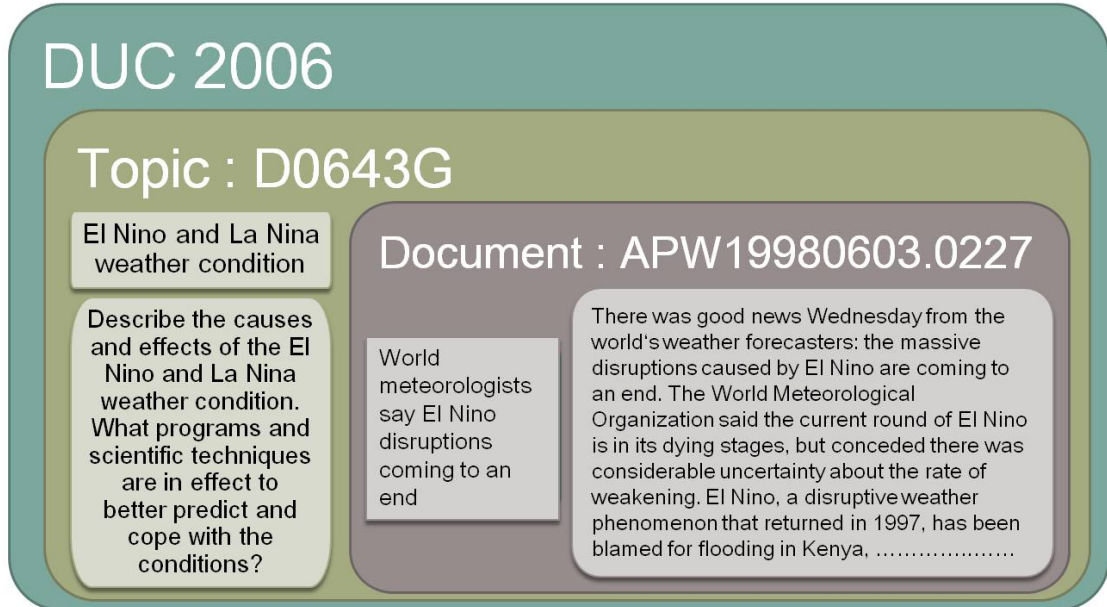 DUC 2006
Topic : D0643G
El Nino and La Nina
weather condition
Describe the causes
and effects of the El
Nino and La Nina
weather condition.
What programs and
scientific techniques
are in effect to
better predict and
cope with the
conditions?
Document : APW19980603.0227
World
meteorologists
say El Nino
disruptions
coming to an
end
There was good news Wednesday from the
world‘s weather forecasters: the massive
disruptions caused by El Nino are coming to
an end. The World Meteorological
Organization said the current round of El Nino
is in its dying stages, but conceded there was
considerable uncertainty about the rate of
weakening. El Nino, a disruptive weather
phenomenon that returned in 1997, has been
blamed for flooding in Kenya, …………..……